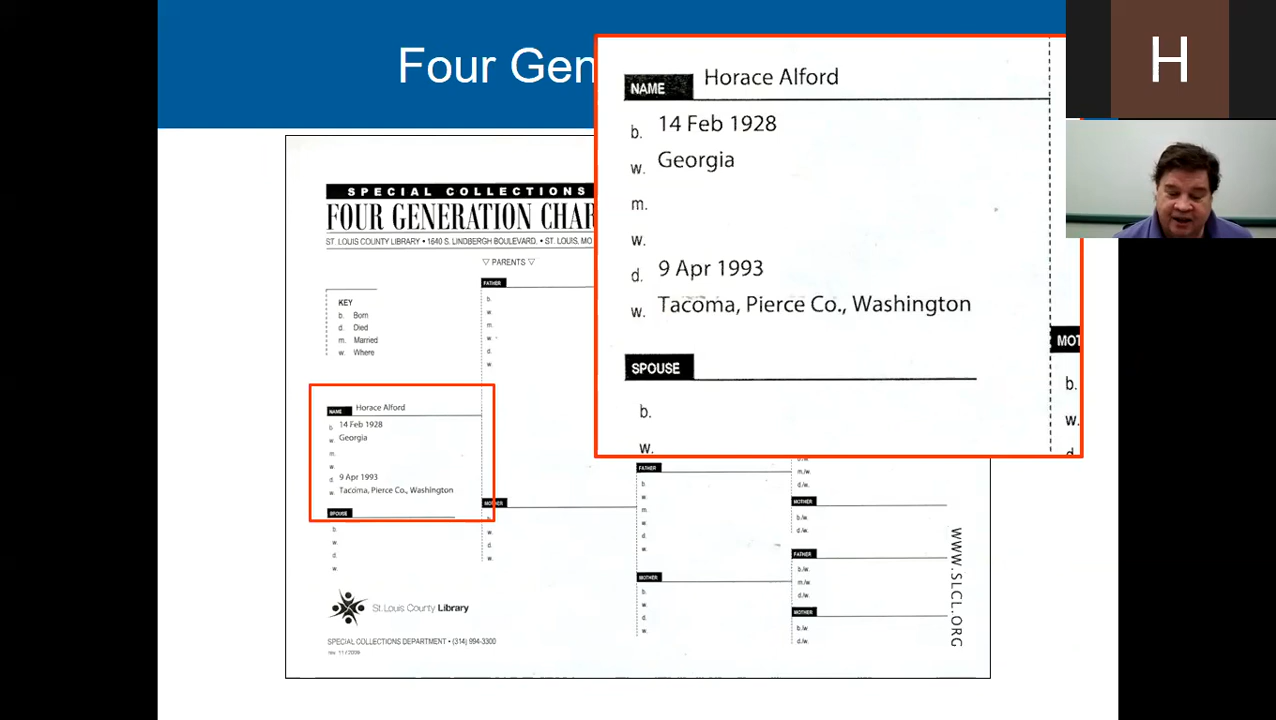 Four Gen
H
NAME Horace Alford
b. 14 Feb 1928
w. Georgia
m.
w.
d. 9 Apr 1993
w. Tacoma, Pierce Co., Washington
SPOUSE
b.
w.
MOT
b.
w.
d
SPECIAL COLLECTIONS
FOUR GENERATION CHAR
ST. LOUIS COUNTY LIBRARY • 1640 S. LINDBERGH BOULEVARD. • ST. LOUIS, MO
▽ PARENTS ▽
KEY
b. Born
d. Died
m. Married
w. Where
FATHER
b.
w.
m.
w.
d.
w.
NAME Horace Alford
b. 14 Feb 1928
w. Georgia
m.
w.
d. 9 Apr 1993
w. Tacoma, Pierce Co., Washington
SPOUSE
b.
w.
d.
w.
MOTHER
b.
w.
d.
w.
FATHER
b.
w.
m.
w.
d.
w.
MOTHER
b.
w.
d.
w.
m./w.
d./w.
MOTHER
b./w.
d./w.
FATHER
b./w.
m./w.
d./w.
MOTHER
b./w
d./w.
WWW.SLCL.ORG
St. Louis County Library
SPECIAL COLLECTIONS DEPARTMENT • (314) 994-3300
rev. 11/2009